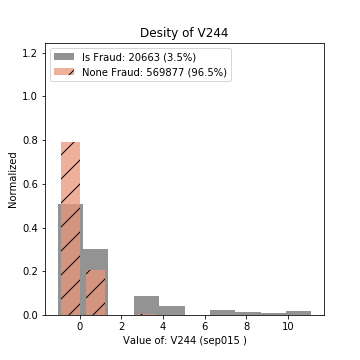 Desity of V244
Is Fraud: 20663 (3.5%)
None Fraud: 569877 (96.5%)
1.2
1.0
0.8
0.6
0.4
0.2
0.0
Normalized
0 2 4 6 8 10
Value of: V244 (sep015 )